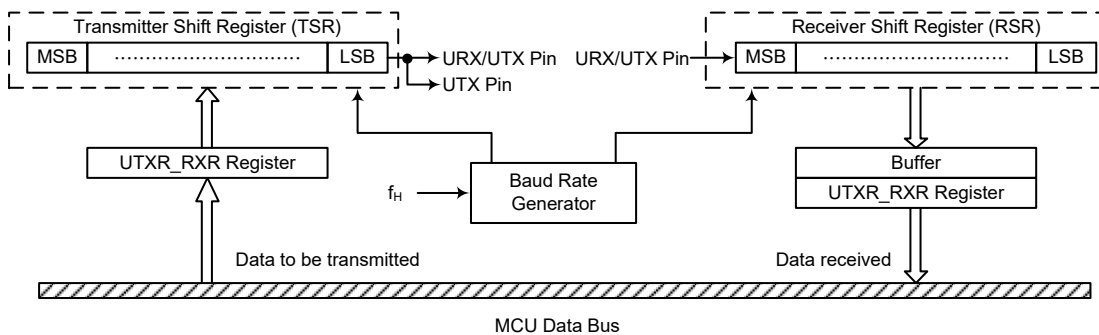 Transmitter Shift Register (TSR)
MSB ………………………… LSB
URX/UTX Pin
UTX Pin
Receiver Shift Register (RSR)
URX/UTX Pin
MSB ………………………… LSB
UTXR_RXR Register
Baud Rate
Generator
fH
Buffer
UTXR_RXR Register
Data to be transmitted
Data received
MCU Data Bus